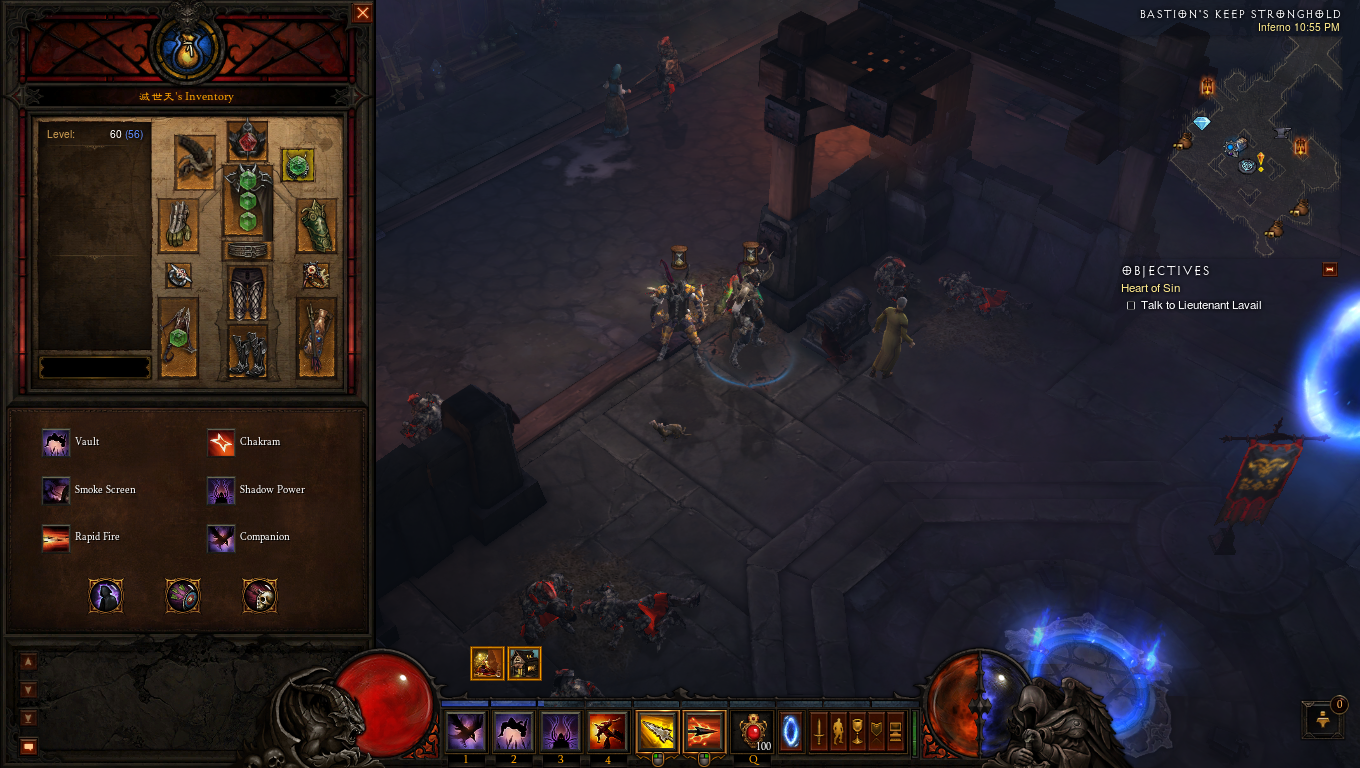 滅世天's Inventory
Level: 60 (56)
Vault
Chakram
Smoke Screen
Shadow Power
Rapid Fire
Companion
BASTION'S KEEP STRONGHOLD
Inferno 10:55 PM
OBJECTIVES
Heart of Sin
Talk to Lieutenant Lavail
100
1 2 3 4 Q
0